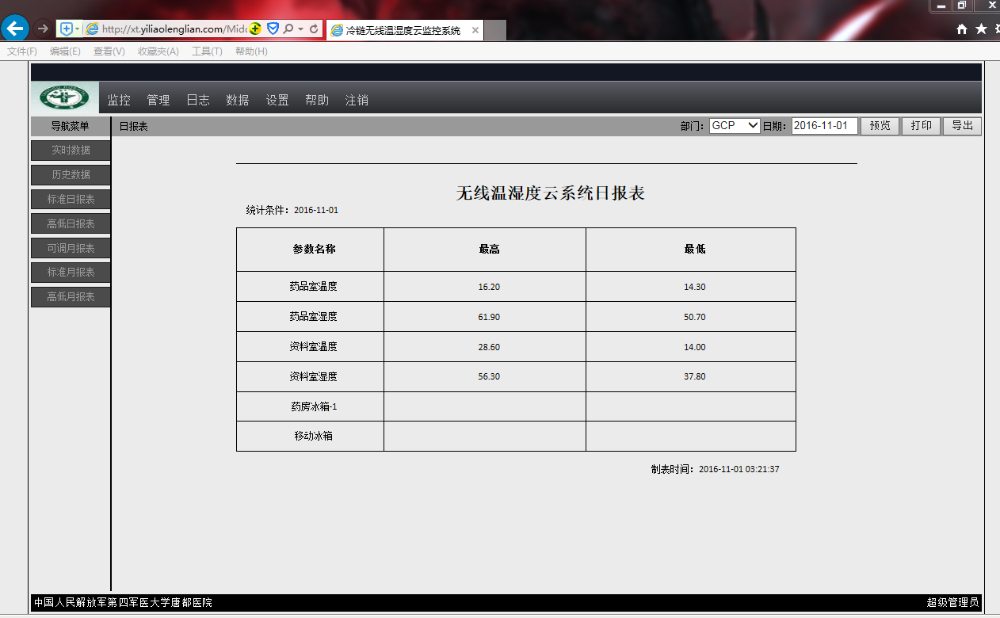 http://xt.yiliaolenglian.com/Midd
冷链无线温湿度云监控系统
文件(F) 编辑(E) 查看(V) 收藏夹(A) 工具(T) 帮助(H)
监控 管理 日志 数据 设置 帮助 注销
导航菜单 日报表 部门： GCP 日期： 2016-11-01 预览 打印 导出
实时数据
历史数据
标准日报表
高低日报表
可调月报表
标准月报表
高低月报表
无线温湿度云系统日报表
统计条件：2016-11-01
参数名称 最高 最低
药品室温度 16.20 14.30
药品室湿度 61.90 50.70
资料室温度 28.60 14.00
资料室湿度 56.30 37.80
药房冰箱-1
移动冰箱
制表时间：2016-11-01 03:21:37
中国人民解放军第四军医大学唐都医院 超级管理员